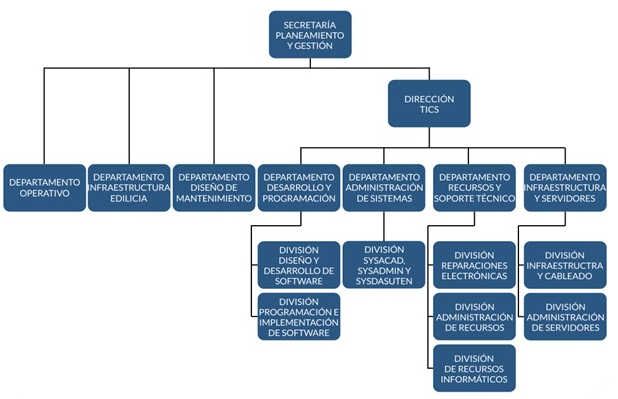 SECRETARÍA
PLANEAMIENTO
Y GESTIÓN
DIRECCIÓN
TICS
DEPARTAMENTO
OPERATIVO
DEPARTAMENTO
INFRAESTRUCTURA
EDILICIA
DEPARTAMENTO
DISEÑO DE
MANTENIMIENTO
DEPARTAMENTO
DESARROLLO Y
PROGRAMACIÓN
DEPARTAMENTO
ADMINISTRACIÓN
DE SISTEMAS
DEPARTAMENTO
RECURSOS Y
SOPORTE TÉCNICO
DEPARTAMENTO
INFRAESTRUCTURA
Y SERVIDORES
DIVISIÓN
DISEÑO Y
DESARROLLO DE
SOFTWARE
DIVISIÓN
PROGRAMACIÓN E
IMPLEMENTACIÓN
DE SOFTWARE
DIVISIÓN
SYSACAD,
SYSADMIN Y
SYSDASUTEN
DIVISIÓN
REPARACIONES
ELECTRÓNICAS
DIVISIÓN
ADMINISTRACIÓN
DE RECURSOS
DIVISIÓN
DE RECURSOS
INFORMÁTICOS
DIVISIÓN
INFRAESTRUCTRA
Y CABLEADO
DIVISIÓN
ADMINISTRACIÓN
DE SERVIDORES